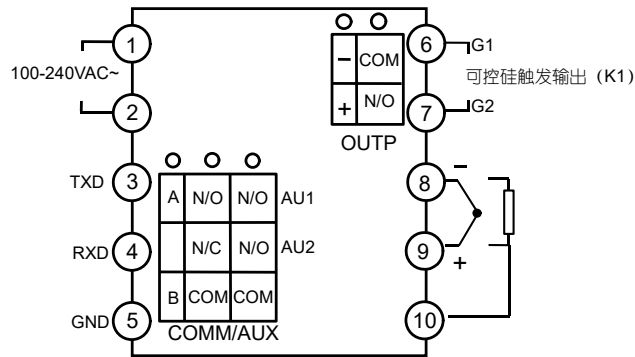 1
100-240VAC~
2
TXD 3
RXD 4
GND 5
− COM
+ N/O
OUTP
6 G1
可控硅触发输出（K1）
7 G2
A N/O N/O AU1
N/C N/O AU2
B COM COM
COMM/AUX
8 −
9 +
10